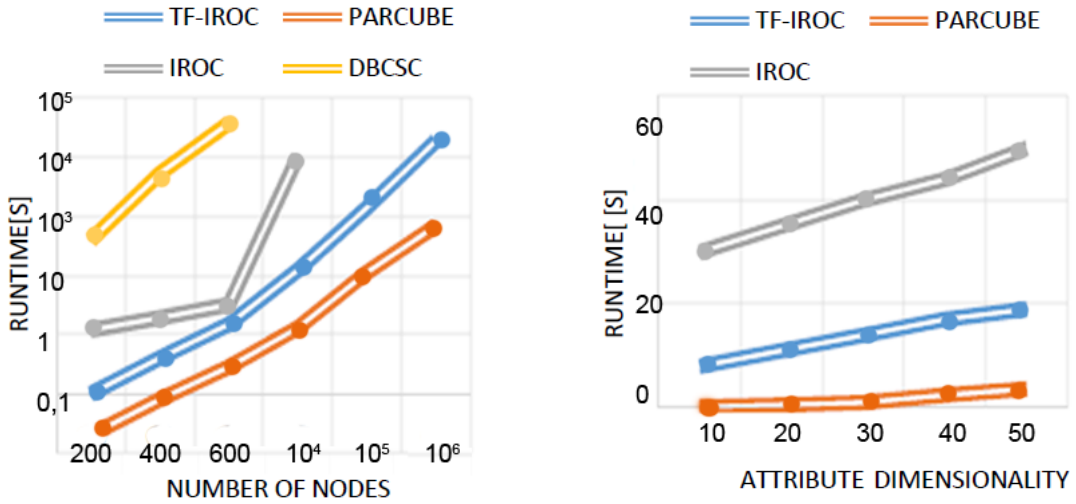 TF-IROC PARCUBE
IROC DBCSC
10⁵
10⁴
10³
10
1
0,1
RUNTIME[S]
200 400 600 10⁴ 10⁵ 10⁶
NUMBER OF NODES
TF-IROC PARCUBE
IROC
60
40
20
0
RUNTIME[ [S]
10 20 30 40 50
ATTRIBUTE DIMENSIONALITY